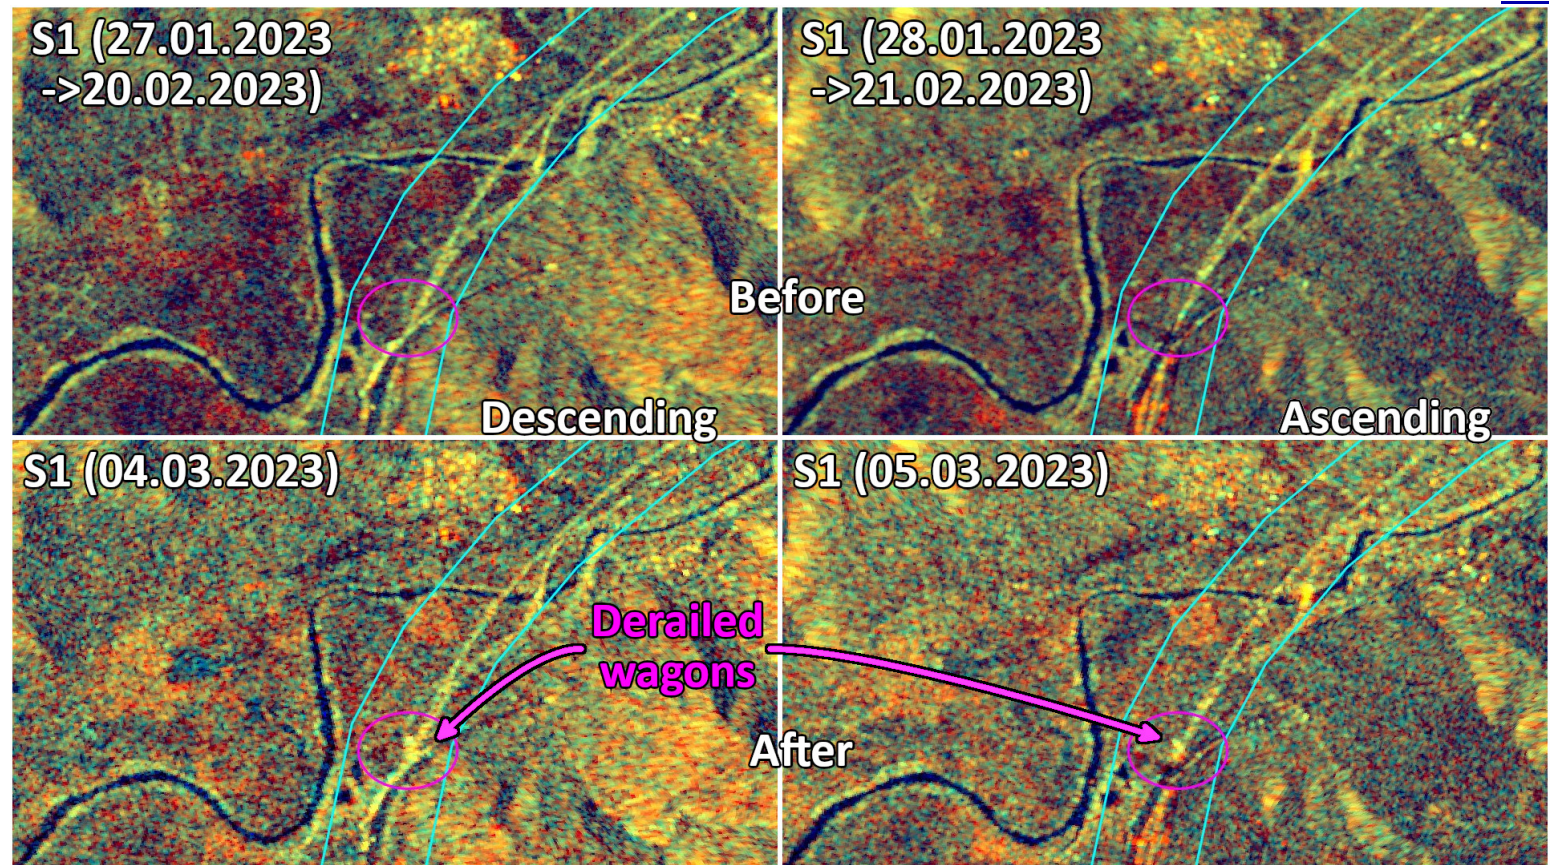 S1 (27.01.2023
->20.02.2023)
S1 (28.01.2023
->21.02.2023)
Before
Descending
Ascending
S1 (04.03.2023)
S1 (05.03.2023)
Derailed
wagons
After